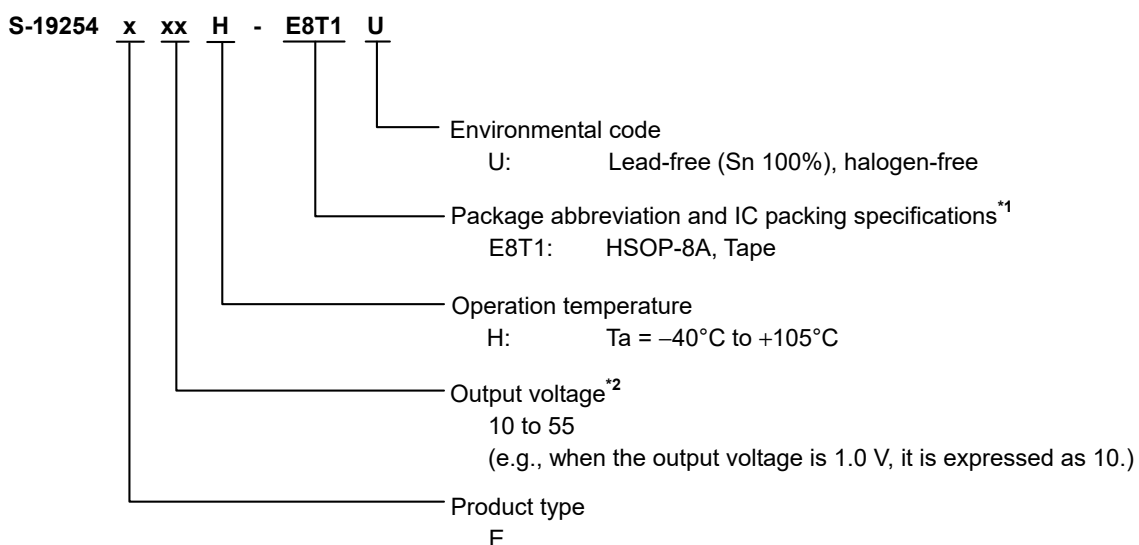 S-19254 x xx H - E8T1 U
Environmental code
U: Lead-free (Sn 100%), halogen-free
Package abbreviation and IC packing specifications*1
E8T1: HSOP-8A, Tape
Operation temperature
H: Ta = −40°C to +105°C
Output voltage*2
10 to 55
(e.g., when the output voltage is 1.0 V, it is expressed as 10.)
Product type